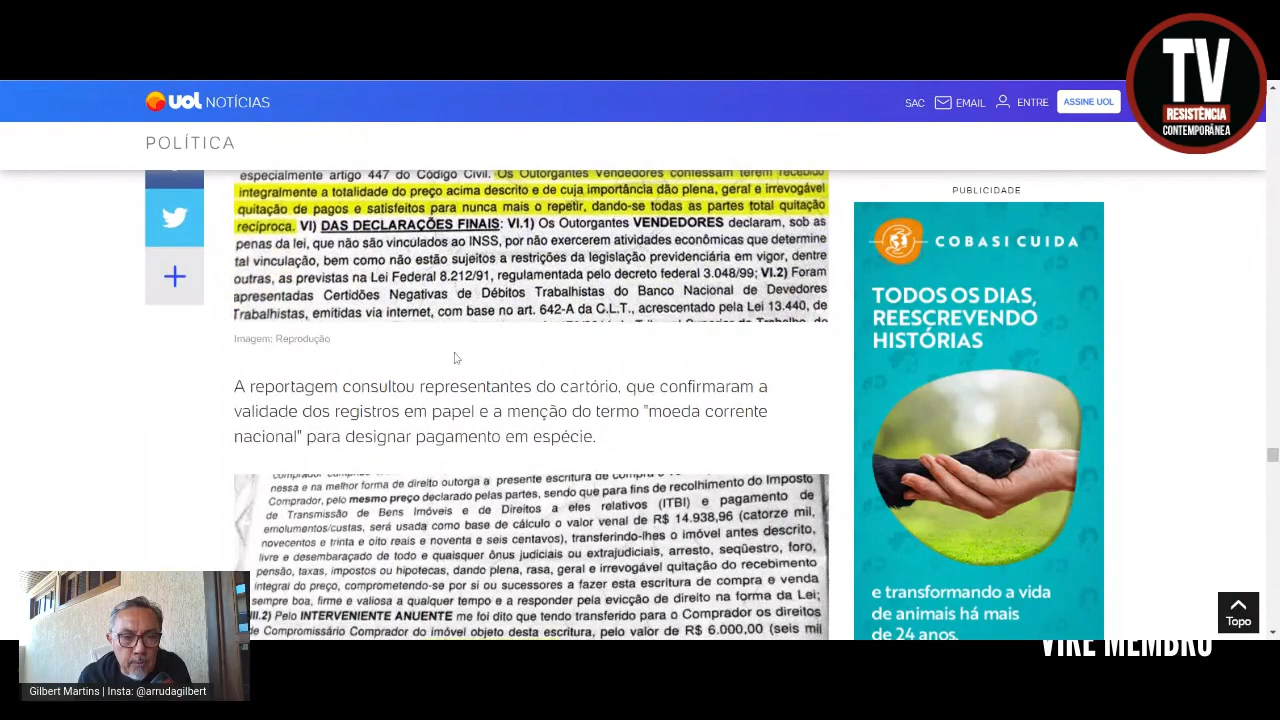 TV
RESISTÊNCIA
CONTEMPORÂNEA
UOL NOTÍCIAS
SAC EMAIL ENTRE ASSINE UOL
POLÍTICA
especialmente artigo 447 do Código Civil. Os Outorgantes Vendedores confessam terem recebido
integralmente a totalidade do preço acima descrito e de cuja importância dão plena, geral e irrevogável
quitação de pagos e satisfeitos para nunca mais o repetir, dando-se todas as partes total quitação
recíproca. VI) DAS DECLARAÇÕES FINAIS: VI.1) Os Outorgantes VENDEDORES declaram, sob as
penas da lei, que não são vinculados ao INSS, por não exercerem atividades econômicas que determine
tal vinculação, bem como não estão sujeitos a restrições da legislação previdenciária em vigor, dentre
outras, as previstas na Lei Federal 8.212/91, regulamentada pelo decreto federal 3.048/99; VI.2) Foram
apresentadas Certidões Negativas de Débitos Trabalhistas do Banco Nacional de Devedores
Trabalhistas, emitidas via internet, com base no art. 642-A da C.L.T., acrescentado pela Lei 13.440, de
Imagem: Reprodução
A reportagem consultou representantes do cartório, que confirmaram a
validade dos registros em papel e a menção do termo "moeda corrente
nacional" para designar pagamento em espécie.
nessa e na melhor forma de direito outorga a presente escritura de
Comprador, pelo mesmo preço declarado pelas partes, sendo que para fins de recolhimento do Imposto
de Transmissão de Bens Imóveis e de Direitos a eles relativos (ITBI) e pagamento de
emolumentos/custas, será usada como base de cálculo o valor venal de R$ 14.938,96 (catorze mil,
novecentos e trinta e oito reais e noventa e seis centavos), transferindo-lhes o imóvel antes descrito,
livre e desembaraçado de todo e quaisquer ônus judiciais ou extrajudiciais, arresto, seqüestro, foro,
pensão, taxas, impostos ou hipotecas, dando plena, rasa, geral e irrevogável quitação do recebimento
integral do preço, comprometendo-se por si ou sucessores a fazer esta escritura de compra e venda
sempre boa, firme e valiosa a qualquer tempo e a responder pela evicção de direito na forma da Lei;
III.2) Pelo INTERVENIENTE ANUENTE me foi dito que tendo transferido para o Comprador os direitos
de Compromissário Comprador do imóvel objeto desta escritura, pelo valor de R$ 6.000,00 (seis mil
PUBLICIDADE
COBASI CUIDA
TODOS OS DIAS,
REESCREVENDO
HISTÓRIAS
e transformando a vida
de animais há mais
de 24 anos.
Topo
VIRE MEMBRO
Gilbert Martins | Insta: @arrudagilbert